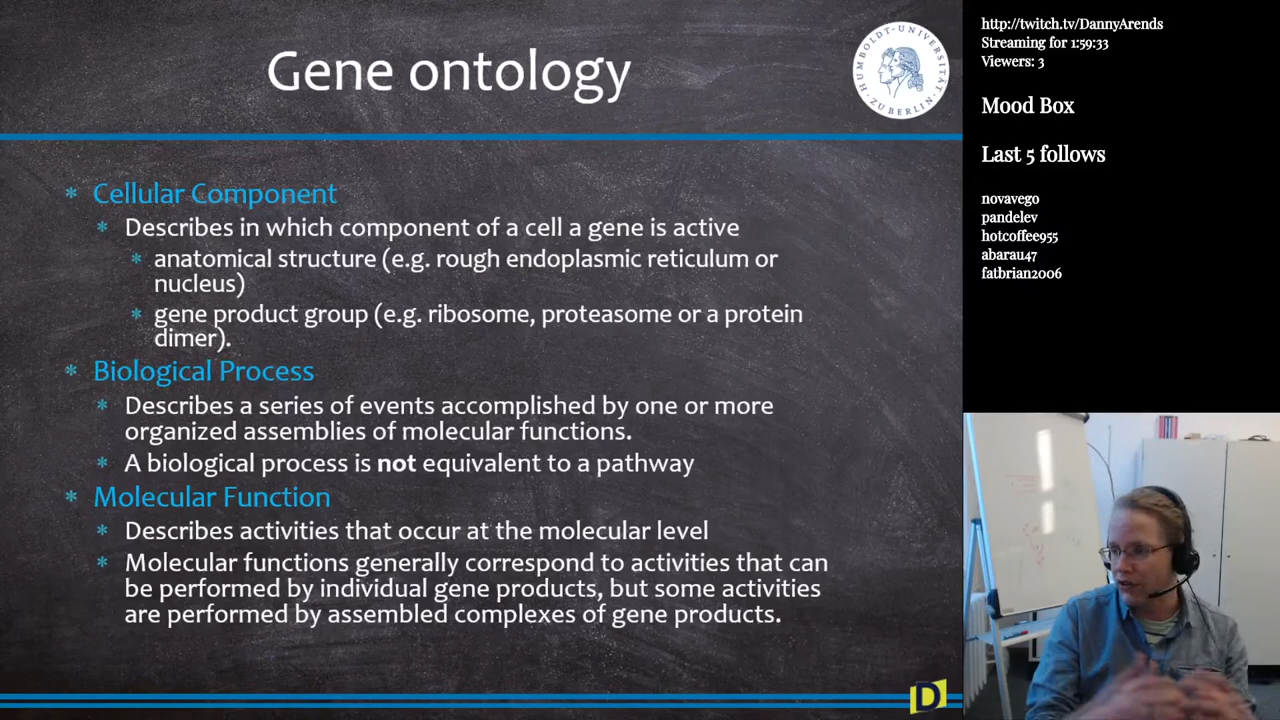 Gene ontology
HUMBOLDT-UNIVERSITÄT
ZU BERLIN
* Cellular Component
* Describes in which component of a cell a gene is active
* anatomical structure (e.g. rough endoplasmic reticulum or
nucleus)
* gene product group (e.g. ribosome, proteasome or a protein
dimer).
* Biological Process
* Describes a series of events accomplished by one or more
organized assemblies of molecular functions.
* A biological process is not equivalent to a pathway
* Molecular Function
* Describes activities that occur at the molecular level
* Molecular functions generally correspond to activities that can
be performed by individual gene products, but some activities
are performed by assembled complexes of gene products.
D
http://twitch.tv/DannyArends
Streaming for 1:59:33
Viewers: 3
Mood Box
Last 5 follows
novavego
pandelev
hotcoffee955
abarau47
fatbrian2006